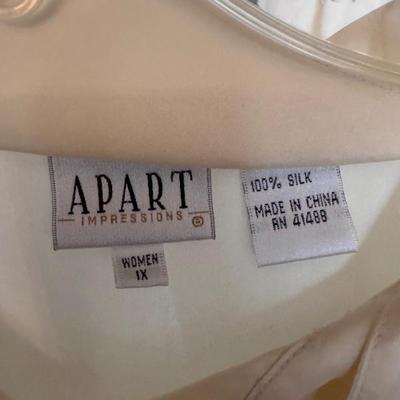 APART
IMPRESSIONS ®
WOMEN
1X
100% SILK
MADE IN CHINA
RN 41488